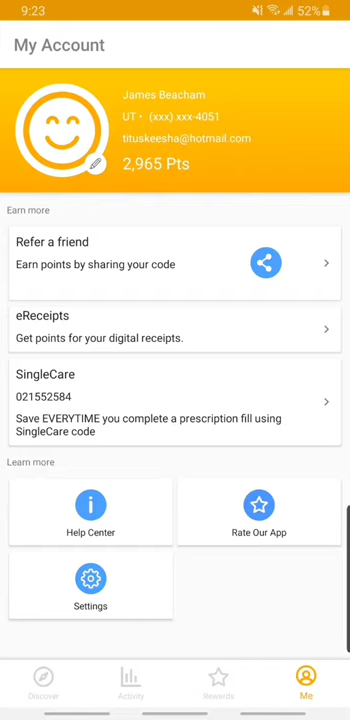 9:23
52%
My Account
James Beacham
UT • (xxx) xxx-4051
tituskeesha@hotmail.com
2,965 Pts
Earn more
Refer a friend
Earn points by sharing your code
eReceipts
Get points for your digital receipts.
SingleCare
021552584
Save EVERYTIME you complete a prescription fill using
SingleCare code
Learn more
Help Center
Rate Our App
Settings
Discover
Activity
Rewards
Me